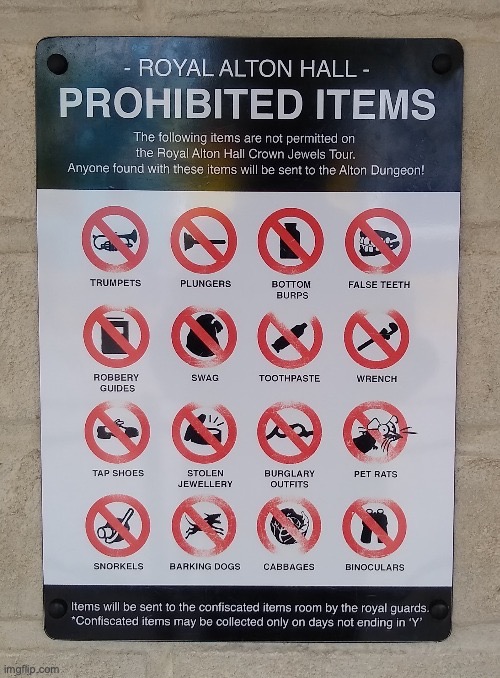 - ROYAL ALTON HALL -
PROHIBITED ITEMS
The following items are not permitted on
the Royal Alton Hall Crown Jewels Tour.
Anyone found with these items will be sent to the Alton Dungeon!
TRUMPETS
PLUNGERS
BOTTOM
BURPS
FALSE TEETH
ROBBERY
GUIDES
SWAG
TOOTHPASTE
WRENCH
TAP SHOES
STOLEN
JEWELLERY
BURGLARY
OUTFITS
PET RATS
SNORKELS
BARKING DOGS
CABBAGES
BINOCULARS
Items will be sent to the confiscated items room by the royal guards.
*Confiscated items may be collected only on days not ending in 'Y'
imgflip.com